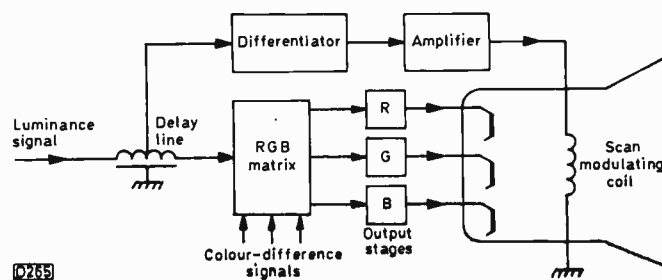 Differentiator
Amplifier
Luminance
signal
Delay
line
RGB
matrix
R
G
B
Output
stages
Scan
modulating
coil
Colour-difference
signals
D265